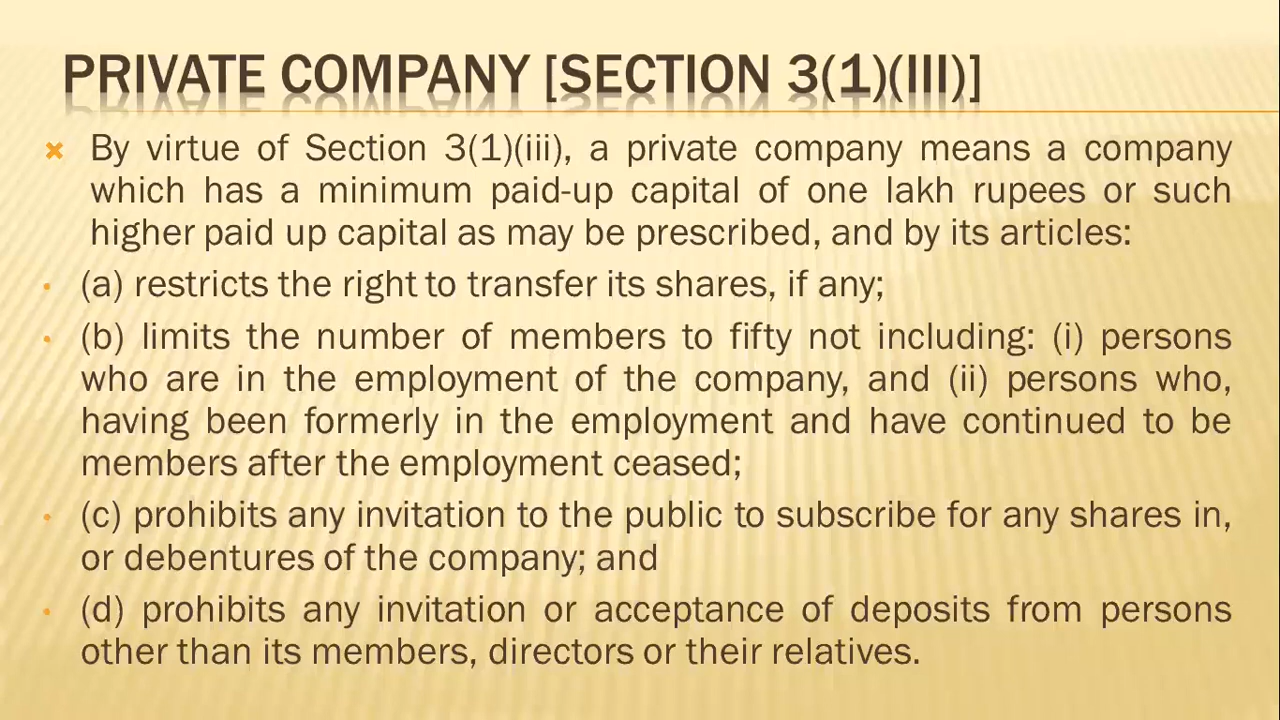 PRIVATE COMPANY [SECTION 3(1)(III)]
× By virtue of Section 3(1)(iii), a private company means a company
which has a minimum paid-up capital of one lakh rupees or such
higher paid up capital as may be prescribed, and by its articles:
• (a) restricts the right to transfer its shares, if any;
• (b) limits the number of members to fifty not including: (i) persons
who are in the employment of the company, and (ii) persons who,
having been formerly in the employment and have continued to be
members after the employment ceased;
• (c) prohibits any invitation to the public to subscribe for any shares in,
or debentures of the company; and
• (d) prohibits any invitation or acceptance of deposits from persons
other than its members, directors or their relatives.